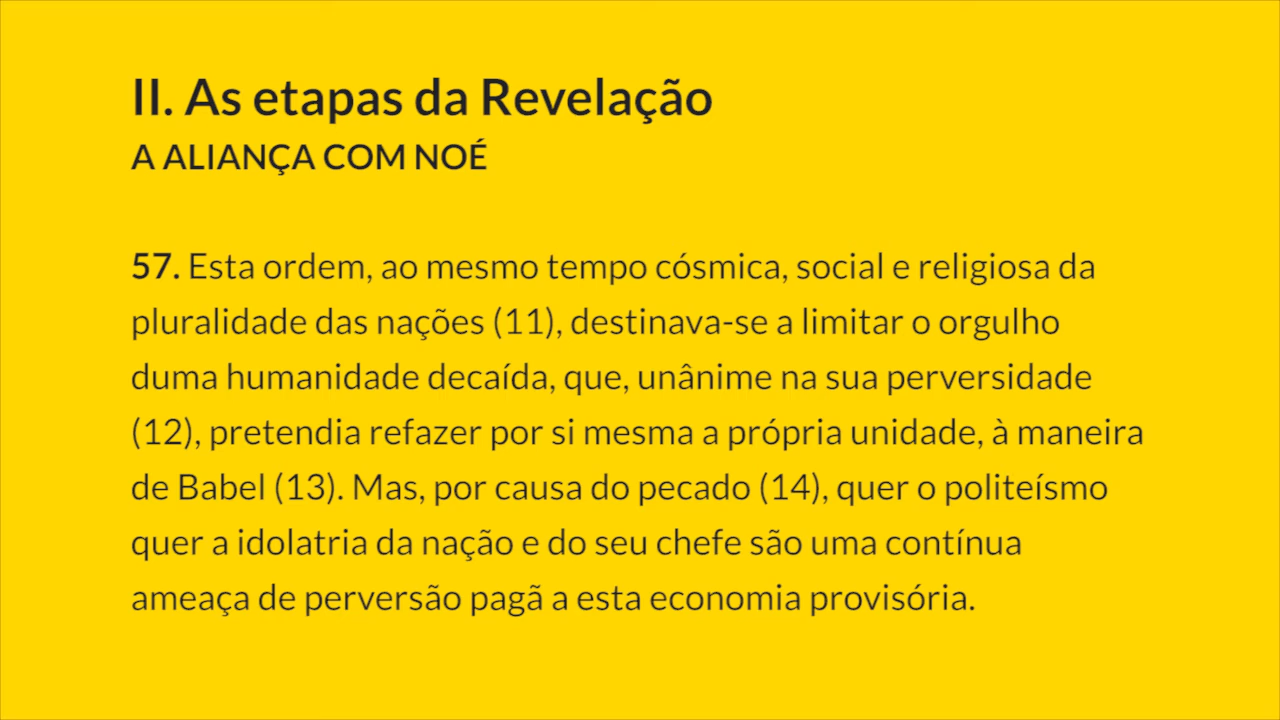 II. As etapas da Revelação
A ALIANÇA COM NOÉ
57. Esta ordem, ao mesmo tempo cósmica, social e religiosa da
pluralidade das nações (11), destinava-se a limitar o orgulho
duma humanidade decaída, que, unânime na sua perversidade
(12), pretendia refazer por si mesma a própria unidade, à maneira
de Babel (13). Mas, por causa do pecado (14), quer o politeísmo
quer a idolatria da nação e do seu chefe são uma contínua
ameaça de perversão pagã a esta economia provisória.